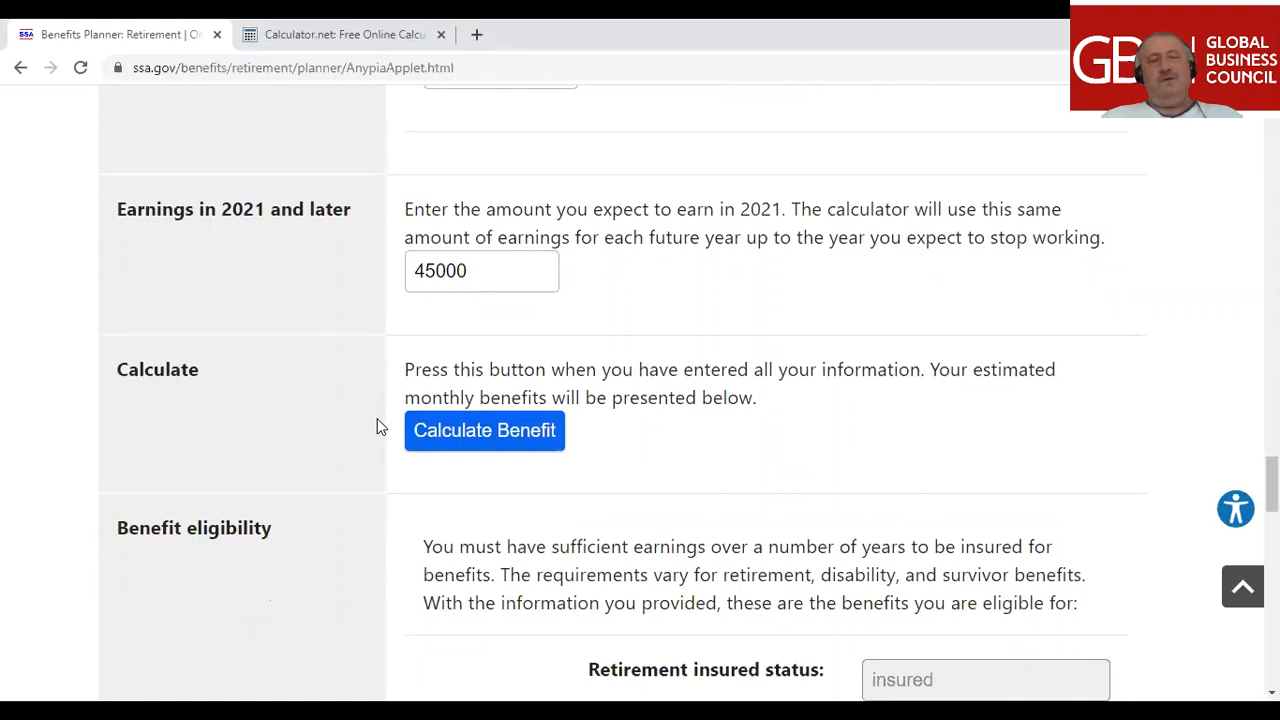 SSA Benefits Planner: Retirement | On
Calculator.net: Free Online Calcu
ssa.gov/benefits/retirement/planner/AnypiaApplet.html
GLOBAL
BUSINESS
COUNCIL
Earnings in 2021 and later
Enter the amount you expect to earn in 2021. The calculator will use this same
amount of earnings for each future year up to the year you expect to stop working.
45000
Calculate
Press this button when you have entered all your information. Your estimated
monthly benefits will be presented below.
Calculate Benefit
Benefit eligibility
You must have sufficient earnings over a number of years to be insured for
benefits. The requirements vary for retirement, disability, and survivor benefits.
With the information you provided, these are the benefits you are eligible for:
Retirement insured status:
insured